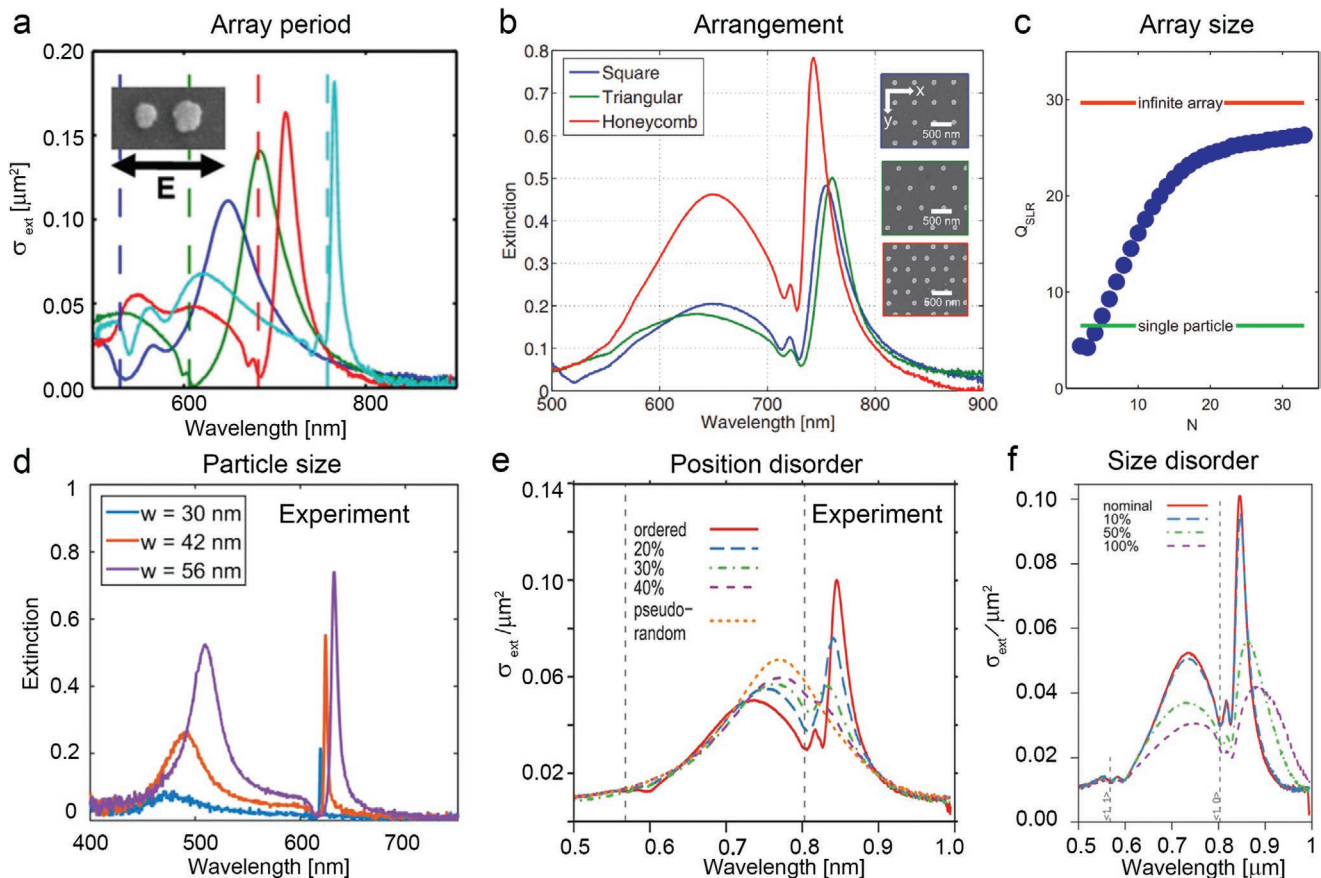 a
Array period
0.20
0.15
0.10
0.05
0.00
σ ext [µm²]
E
600
800
Wavelength [nm]
b
Arrangement
0.8
0.7
0.6
0.5
0.4
0.3
0.2
0.1
0
Extinction
Square
Triangular
Honeycomb
x
y
500 nm
500 nm
500 nm
500
600
700
800
900
Wavelength [nm]
c
Array size
30
20
10
0
Q_SLR
infinite array
single particle
10
20
30
N
d
Particle size
1
0.8
0.6
0.4
0.2
0
Extinction
w = 30 nm
w = 42 nm
w = 56 nm
Experiment
400
500
600
700
Wavelength [nm]
e
Position disorder
0.14
0.10
0.06
0.02
σ ext /µm²
ordered
20%
30%
40%
pseudo-
random
Experiment
0.5
0.6
0.7
0.8
0.9
1.0
Wavelength [nm]
f
Size disorder
0.10
0.08
0.06
0.04
0.02
0.00
σ ext / µm²
nominal
10%
50%
100%
<1,1>
<1,0>
0.5
0.6
0.7
0.8
0.9
1
Wavelength [µm]